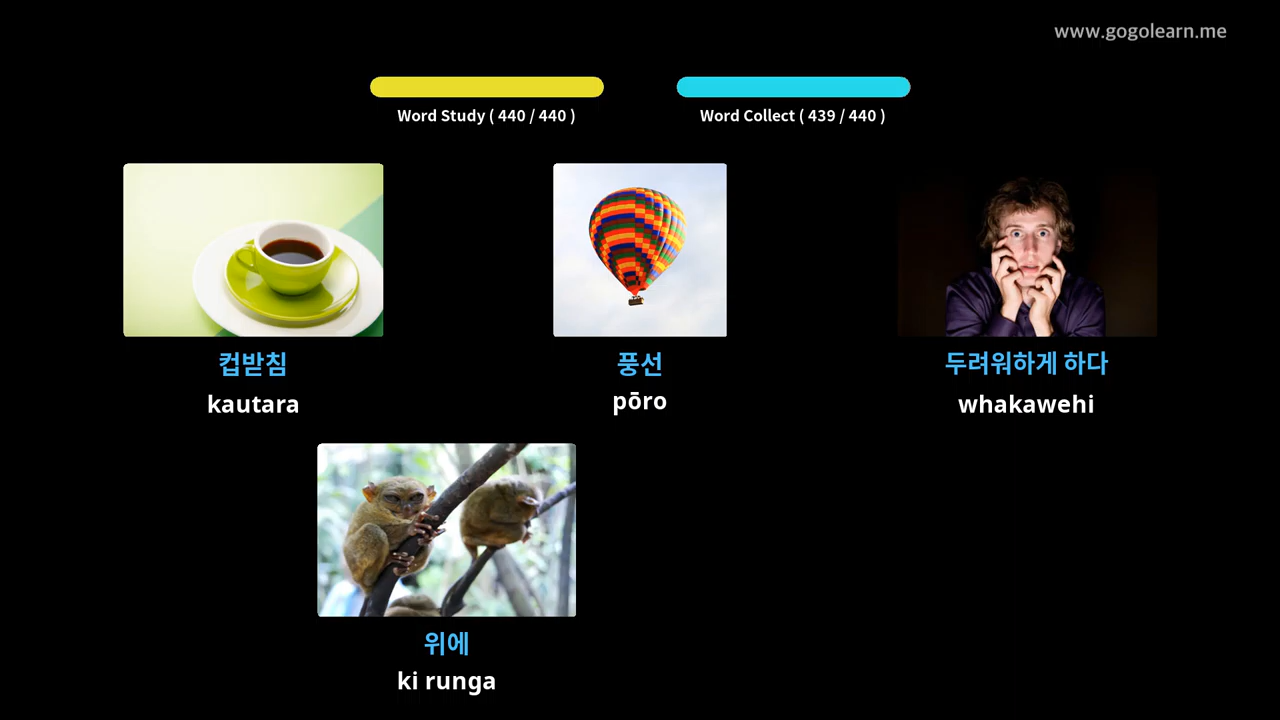 www.gogolearn.me
Word Study ( 440 / 440 )
Word Collect ( 439 / 440 )
컵받침
kautara
풍선
pōro
두려워하게 하다
whakawehi
위에
ki runga